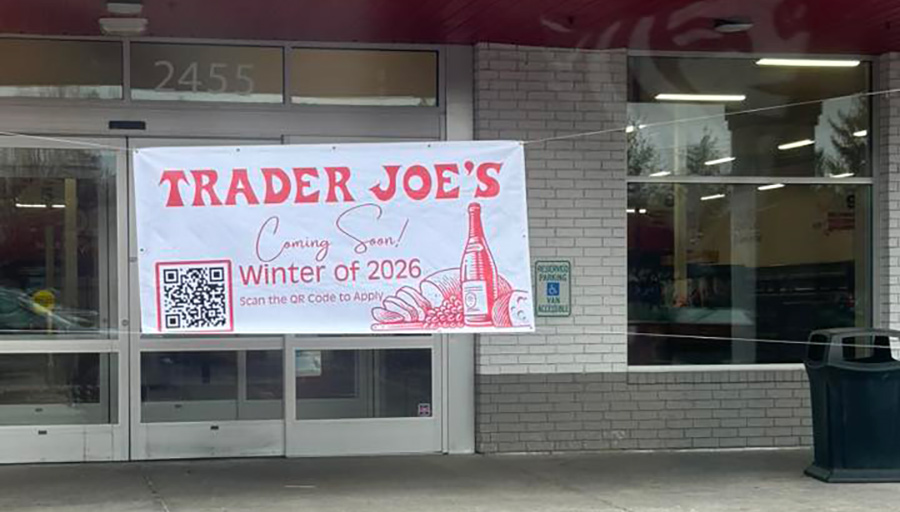 2455
TRADER JOE'S
Coming Soon!
Winter of 2026
Scan the QR Code to Apply
RESERVED
PARKING
VAN
ACCESSIBLE